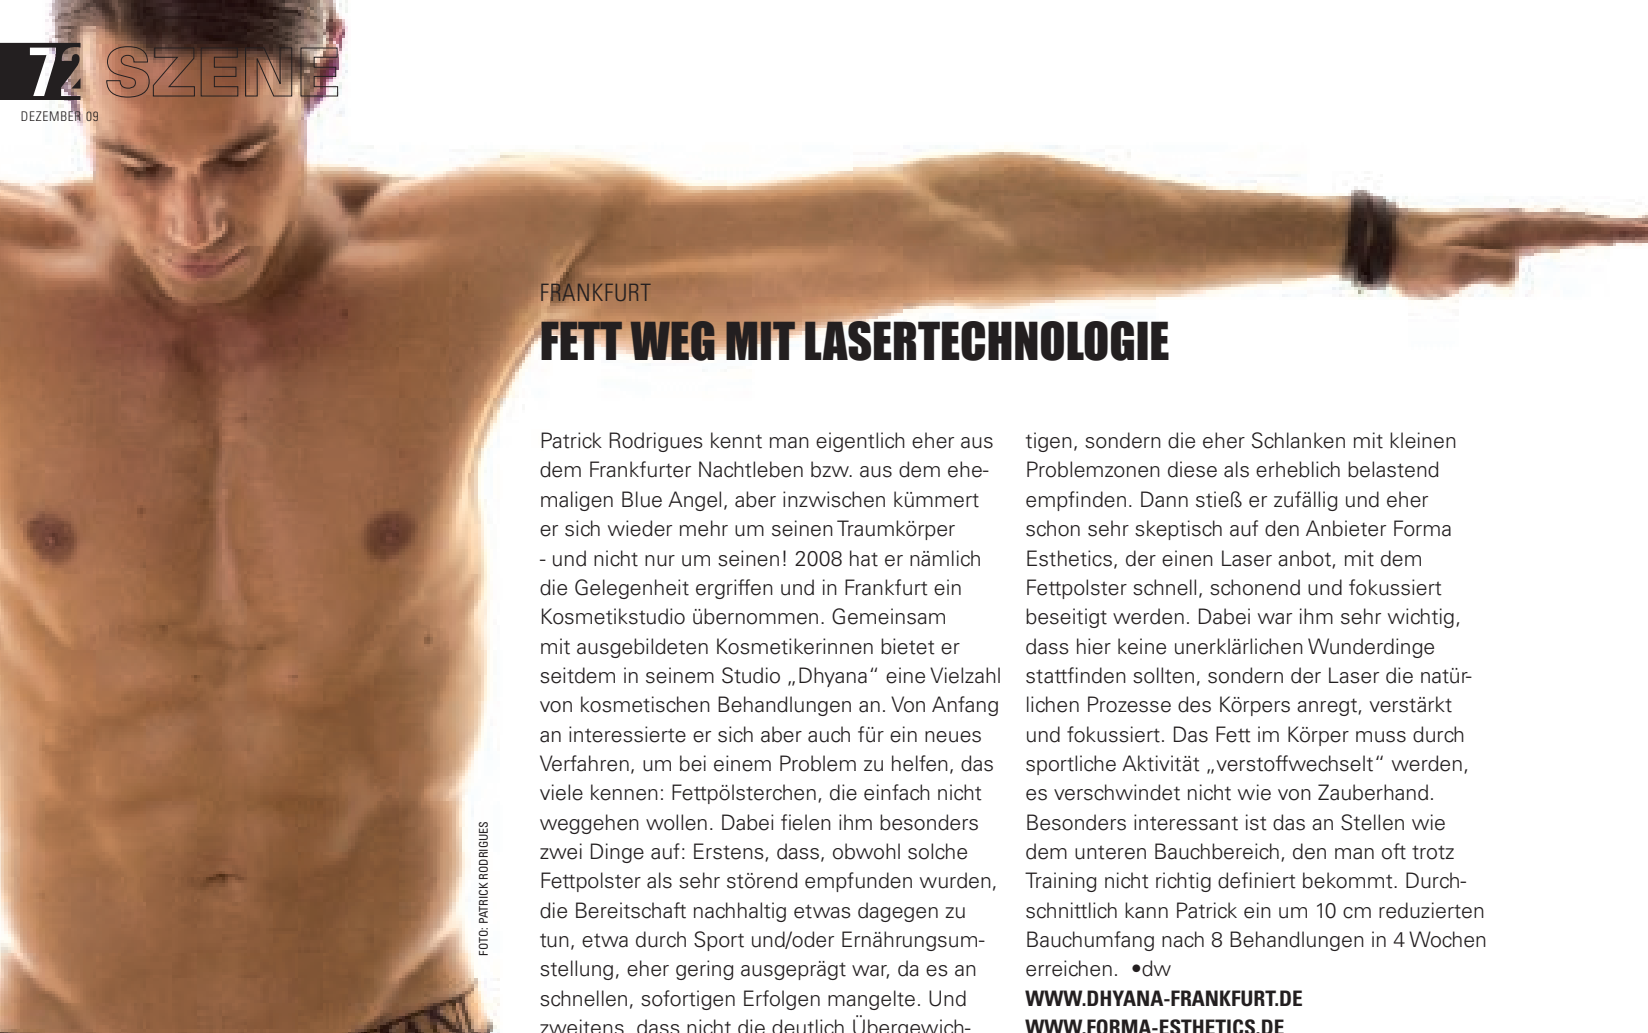 72 SZENE
DEZEMBER 09
FRANKFURT
FETT WEG MIT LASERTECHNOLOGIE
Patrick Rodrigues kennt man eigentlich eher aus
dem Frankfurter Nachtleben bzw. aus dem ehe-
maligen Blue Angel, aber inzwischen kümmert
er sich wieder mehr um seinen Traumkörper
- und nicht nur um seinen! 2008 hat er nämlich
die Gelegenheit ergriffen und in Frankfurt ein
Kosmetikstudio übernommen. Gemeinsam
mit ausgebildeten Kosmetikerinnen bietet er
seitdem in seinem Studio „Dhyana“ eine Vielzahl
von kosmetischen Behandlungen an. Von Anfang
an interessierte er sich aber auch für ein neues
Verfahren, um bei einem Problem zu helfen, das
viele kennen: Fettpölsterchen, die einfach nicht
weggehen wollen. Dabei fielen ihm besonders
zwei Dinge auf: Erstens, dass, obwohl solche
Fettpolster als sehr störend empfunden wurden,
die Bereitschaft nachhaltig etwas dagegen zu
tun, etwa durch Sport und/oder Ernährungsum-
stellung, eher gering ausgeprägt war, da es an
schnellen, sofortigen Erfolgen mangelte. Und
zweitens, dass nicht die deutlich Übergewich-
tigen, sondern die eher Schlanken mit kleinen
Problemzonen diese als erheblich belastend
empfinden. Dann stieß er zufällig und eher
schon sehr skeptisch auf den Anbieter Forma
Esthetics, der einen Laser anbot, mit dem
Fettpolster schnell, schonend und fokussiert
beseitigt werden. Dabei war ihm sehr wichtig,
dass hier keine unerklärlichen Wunderdinge
stattfinden sollten, sondern der Laser die natür-
lichen Prozesse des Körpers anregt, verstärkt
und fokussiert. Das Fett im Körper muss durch
sportliche Aktivität „verstoffwechselt“ werden,
es verschwindet nicht wie von Zauberhand.
Besonders interessant ist das an Stellen wie
dem unteren Bauchbereich, den man oft trotz
Training nicht richtig definiert bekommt. Durch-
schnittlich kann Patrick ein um 10 cm reduzierten
Bauchumfang nach 8 Behandlungen in 4 Wochen
erreichen. •dw
WWW.DHYANA-FRANKFURT.DE
WWW.FORMA-ESTHETICS.DE
FOTO: PATRICK RODRIGUES